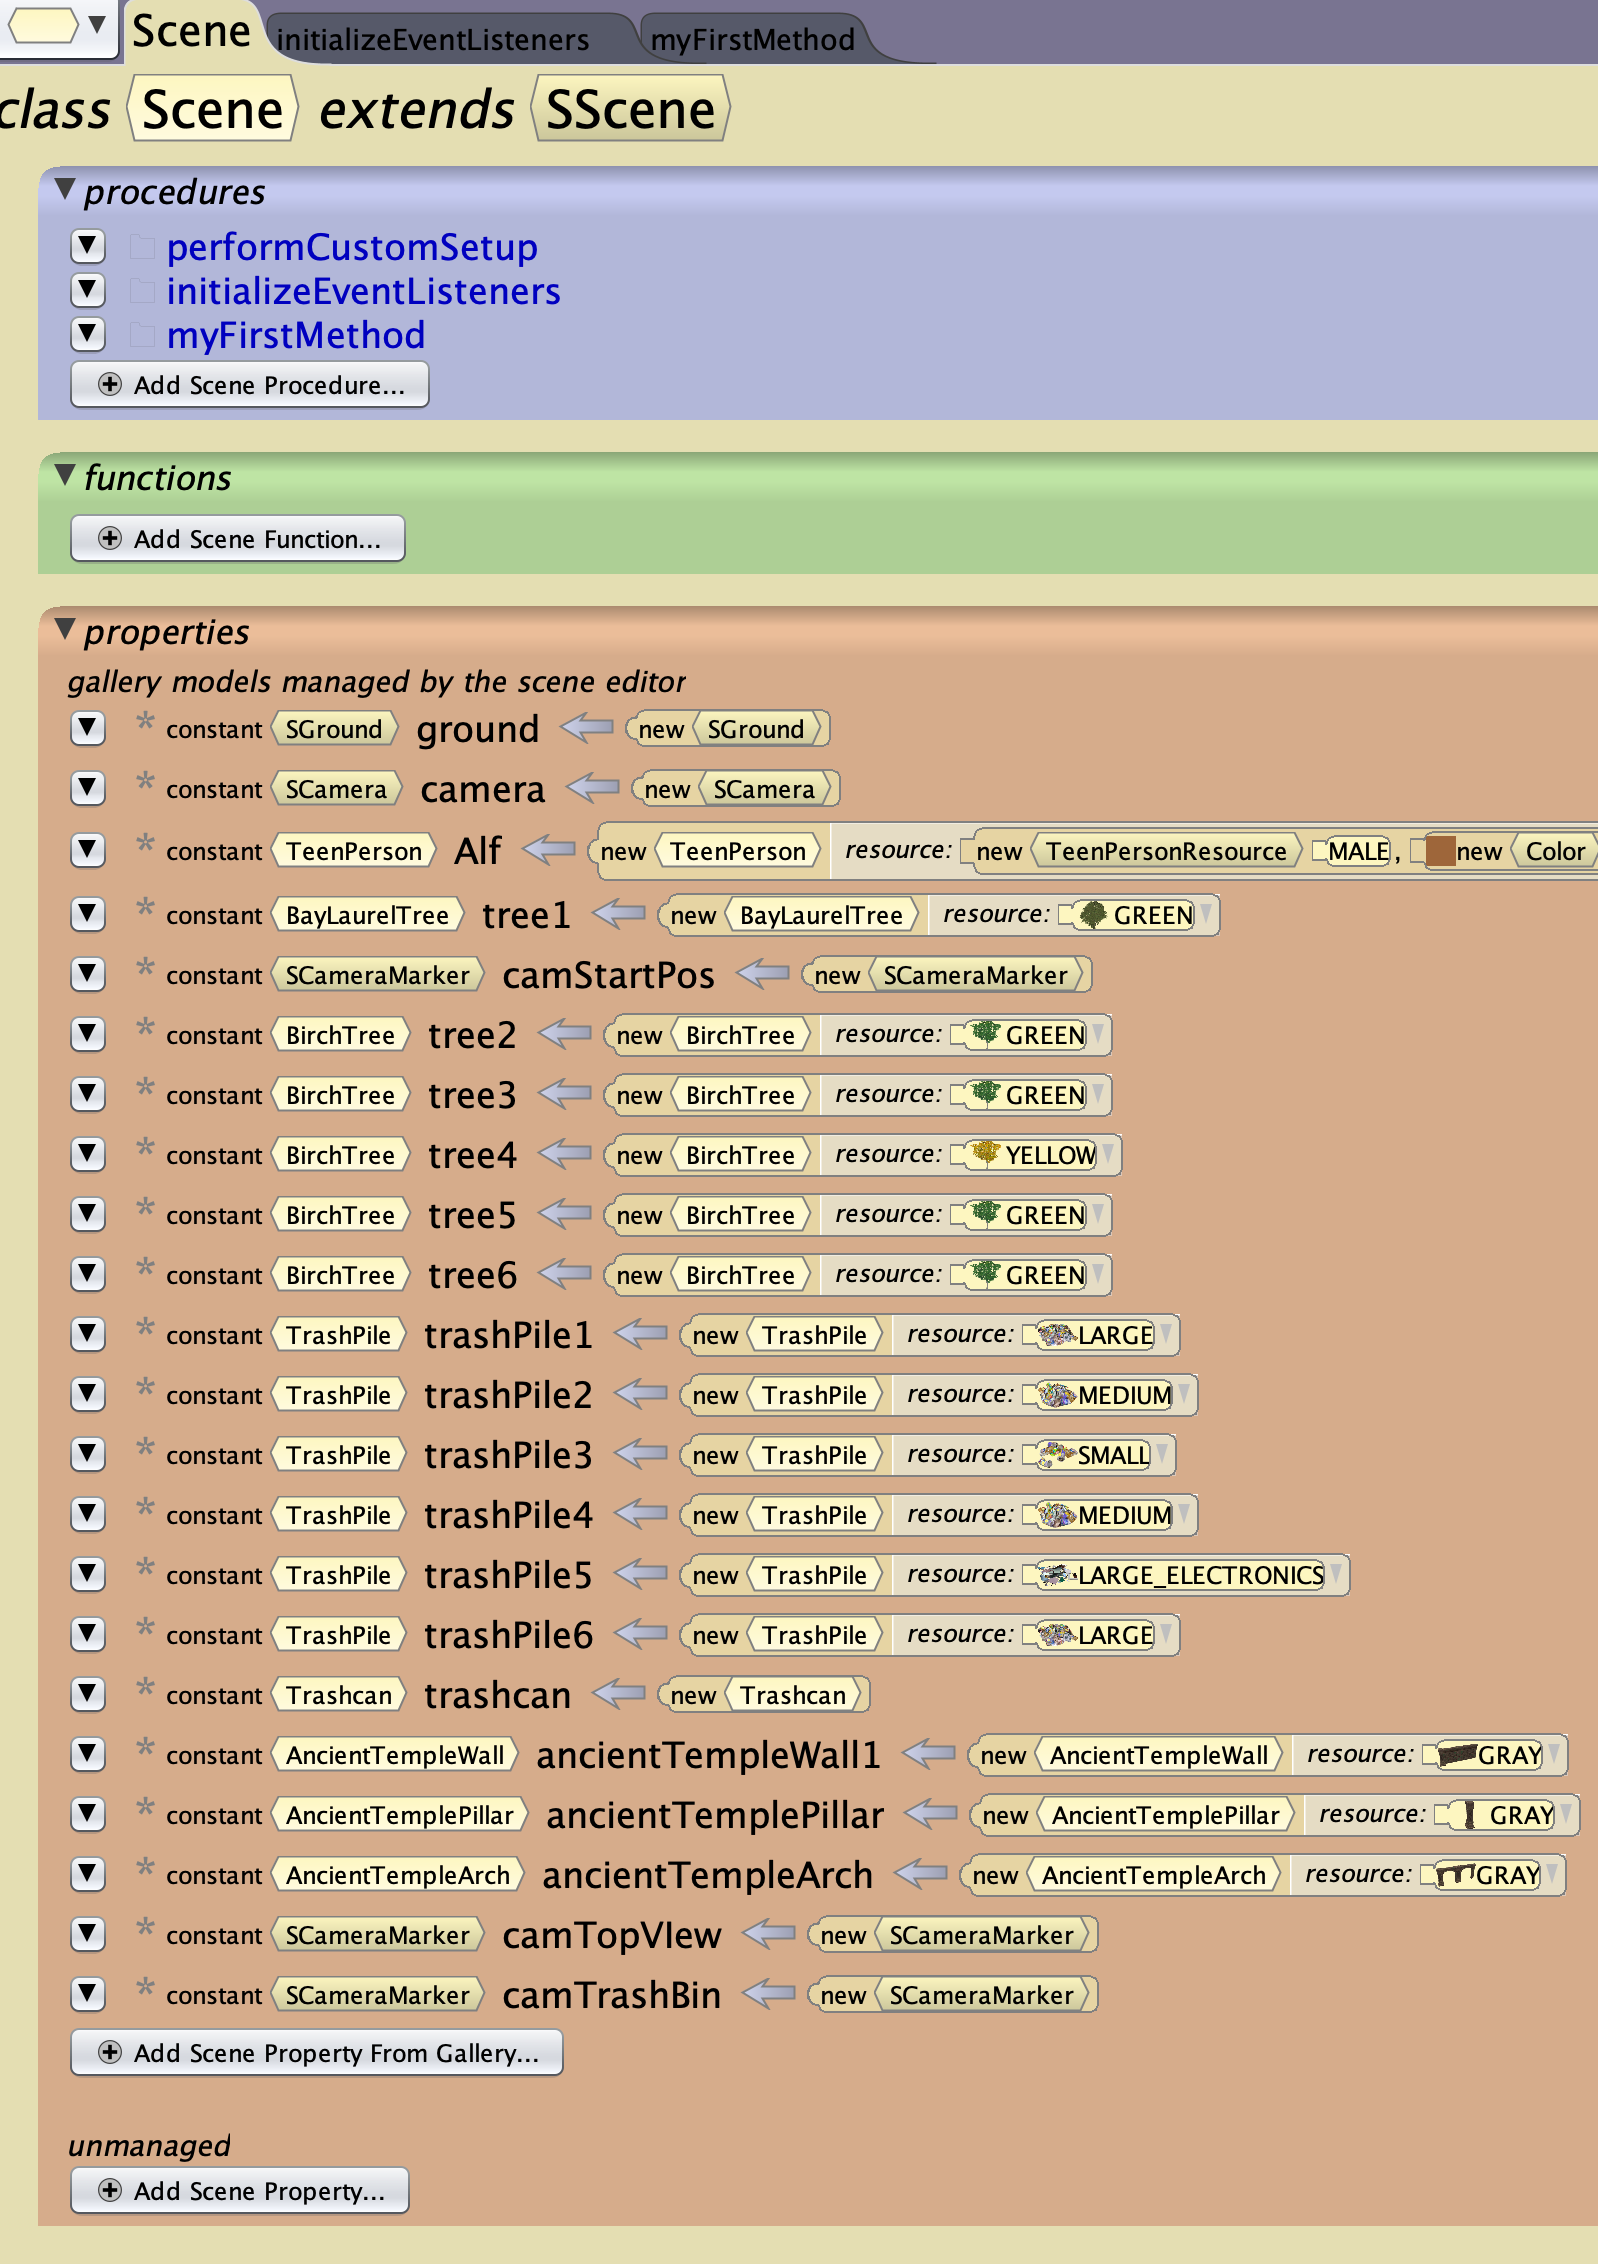 Scene initializeEventListeners myFirstMethod
class Scene extends SScene
procedures
performCustomSetup
initializeEventListeners
myFirstMethod
Add Scene Procedure...
functions
Add Scene Function...
properties
gallery models managed by the scene editor
* constant SGround ground new SGround
* constant SCamera camera new SCamera
* constant TeenPerson Alf new TeenPerson resource: new TeenPersonResource MALE, new Color
* constant BayLaurelTree tree1 new BayLaurelTree resource: GREEN
* constant SCameraMarker camStartPos new SCameraMarker
* constant BirchTree tree2 new BirchTree resource: GREEN
* constant BirchTree tree3 new BirchTree resource: GREEN
* constant BirchTree tree4 new BirchTree resource: YELLOW
* constant BirchTree tree5 new BirchTree resource: GREEN
* constant BirchTree tree6 new BirchTree resource: GREEN
* constant TrashPile trashPile1 new TrashPile resource: LARGE
* constant TrashPile trashPile2 new TrashPile resource: MEDIUM
* constant TrashPile trashPile3 new TrashPile resource: SMALL
* constant TrashPile trashPile4 new TrashPile resource: MEDIUM
* constant TrashPile trashPile5 new TrashPile resource: LARGE_ELECTRONICS
* constant TrashPile trashPile6 new TrashPile resource: LARGE
* constant Trashcan trashcan new Trashcan
* constant AncientTempleWall ancientTempleWall1 new AncientTempleWall resource: GRAY
* constant AncientTemplePillar ancientTemplePillar new AncientTemplePillar resource: GRAY
* constant AncientTempleArch ancientTempleArch new AncientTempleArch resource: GRAY
* constant SCameraMarker camTopVIew new SCameraMarker
* constant SCameraMarker camTrashBin new SCameraMarker
Add Scene Property From Gallery...
unmanaged
Add Scene Property...